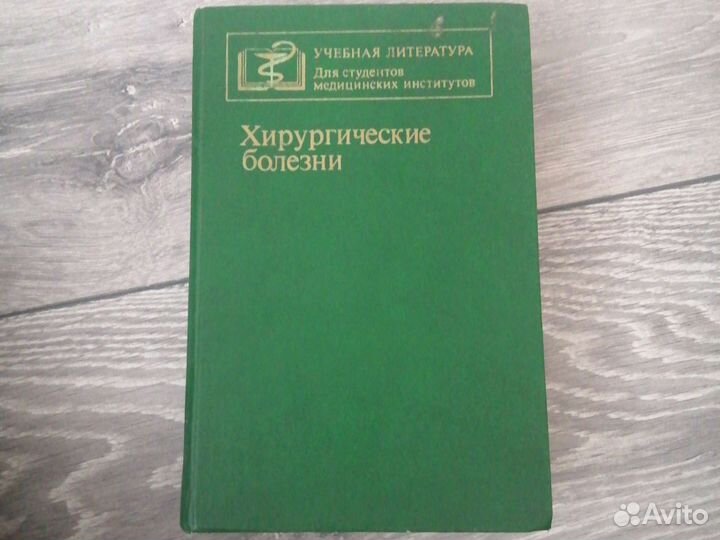 УЧЕБНАЯ ЛИТЕРАТУРА
Для студентов
медицинских институтов
Хирургические
болезни
Avito